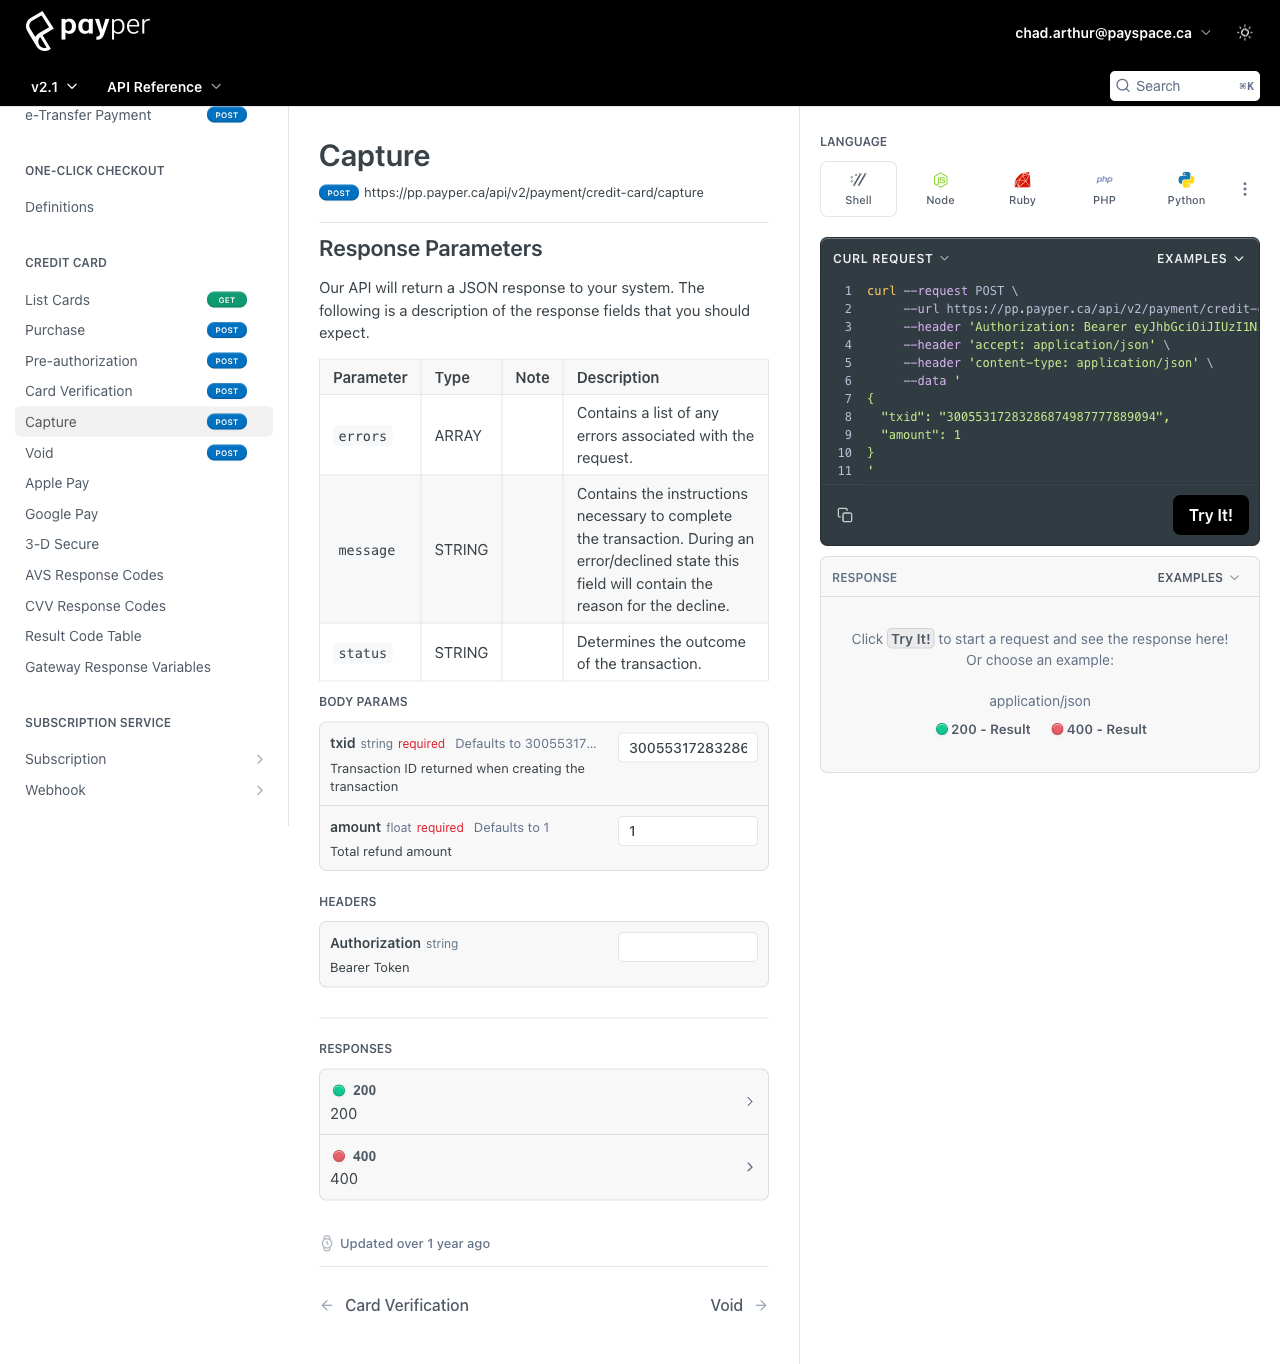 payper
chad.arthur@payspace.ca
v2.1
API Reference
Search
⌘K
e-Transfer Payment POST
ONE-CLICK CHECKOUT
Definitions
CREDIT CARD
List Cards GET
Purchase POST
Pre-authorization POST
Card Verification POST
Capture POST
Void POST
Apple Pay
Google Pay
3-D Secure
AVS Response Codes
CVV Response Codes
Result Code Table
Gateway Response Variables
SUBSCRIPTION SERVICE
Subscription
Webhook
Capture
POST https://pp.payper.ca/api/v2/payment/credit-card/capture
Response Parameters
Our API will return a JSON response to your system. The
following is a description of the response fields that you should
expect.
Parameter Type Note Description
errors ARRAY Contains a list of any
errors associated with the
request.
message STRING Contains the instructions
necessary to complete
the transaction. During an
error/declined state this
field will contain the
reason for the decline.
status STRING Determines the outcome
of the transaction.
BODY PARAMS
txid string required Defaults to 30055317...
30055317283286
Transaction ID returned when creating the
transaction
amount float required Defaults to 1
1
Total refund amount
HEADERS
Authorization string
Bearer Token
RESPONSES
200
200
400
400
Updated over 1 year ago
← Card Verification
Void →
LANGUAGE
Shell
Node
Ruby
php
PHP
Python
CURL REQUEST
EXAMPLES
1 curl --request POST \
2 --url https://pp.payper.ca/api/v2/payment/credit-
3 --header 'Authorization: Bearer eyJhbGciOiJIUzI1N
4 --header 'accept: application/json' \
5 --header 'content-type: application/json' \
6 --data '
7 {
8 "txid": "30055317283286874987777889094",
9 "amount": 1
10 }
11 '
Try It!
RESPONSE
EXAMPLES
Click Try It! to start a request and see the response here!
Or choose an example:
application/json
200 - Result
400 - Result